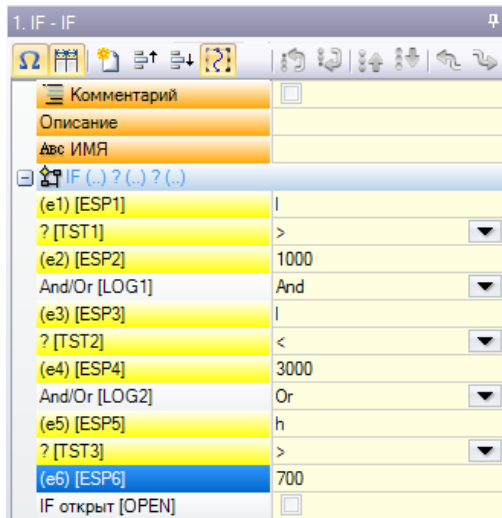 1. IF - IF
Комментарий
Описание
Aвс ИМЯ
IF (..) ? (..) ? (..)
(e1) [ESP1] l
? [TST1] >
(e2) [ESP2] 1000
And/Or [LOG1] And
(e3) [ESP3] l
? [TST2] <
(e4) [ESP4] 3000
And/Or [LOG2] Or
(e5) [ESP5] h
? [TST3] >
(e6) [ESP6] 700
IF открыт [OPEN]